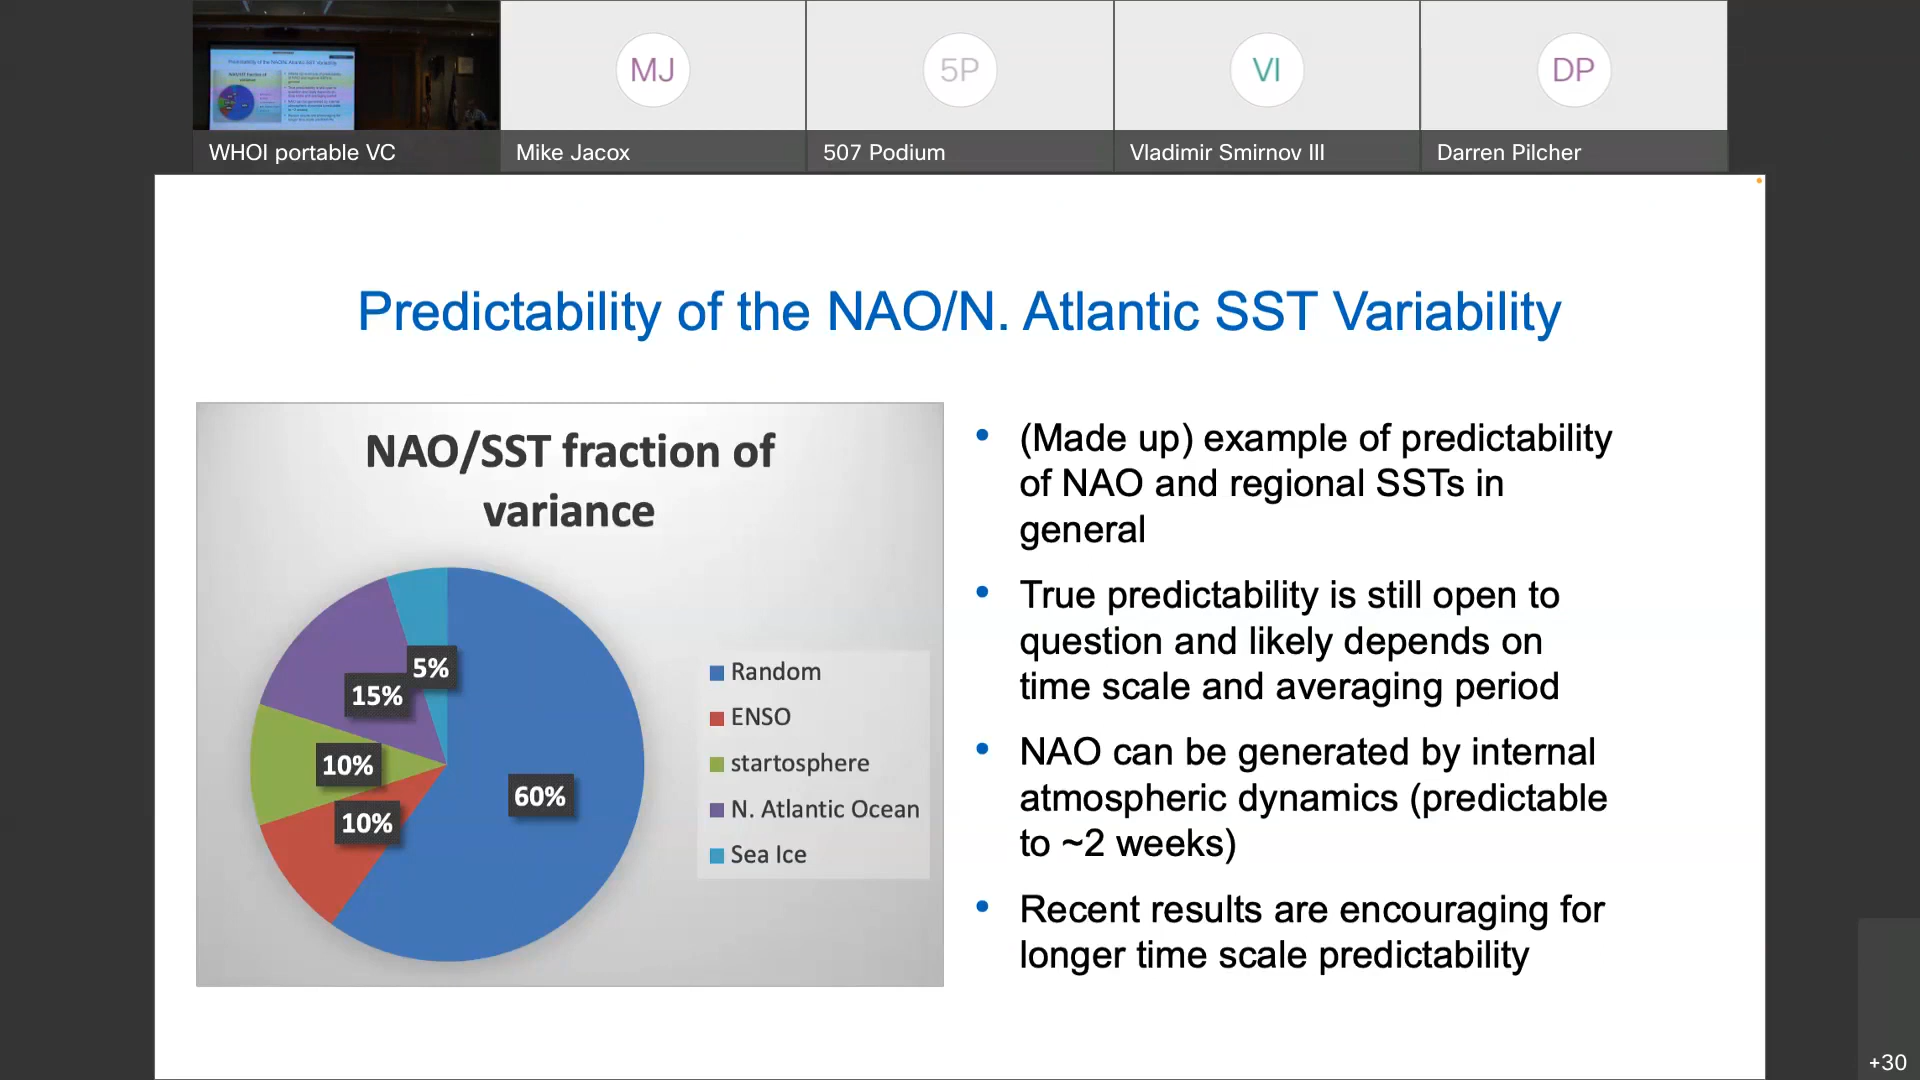 MJ
5P
VI
DP
WHOI portable VC
Mike Jacox
507 Podium
Vladimir Smirnov III
Darren Pilcher
Predictability of the NAO/N. Atlantic SST Variability
NAO/SST fraction of
variance
5%
15%
10%
10%
60%
Random
ENSO
startosphere
N. Atlantic Ocean
Sea Ice
• (Made up) example of predictability
of NAO and regional SSTs in
general
• True predictability is still open to
question and likely depends on
time scale and averaging period
• NAO can be generated by internal
atmospheric dynamics (predictable
to ~2 weeks)
• Recent results are encouraging for
longer time scale predictability
+30